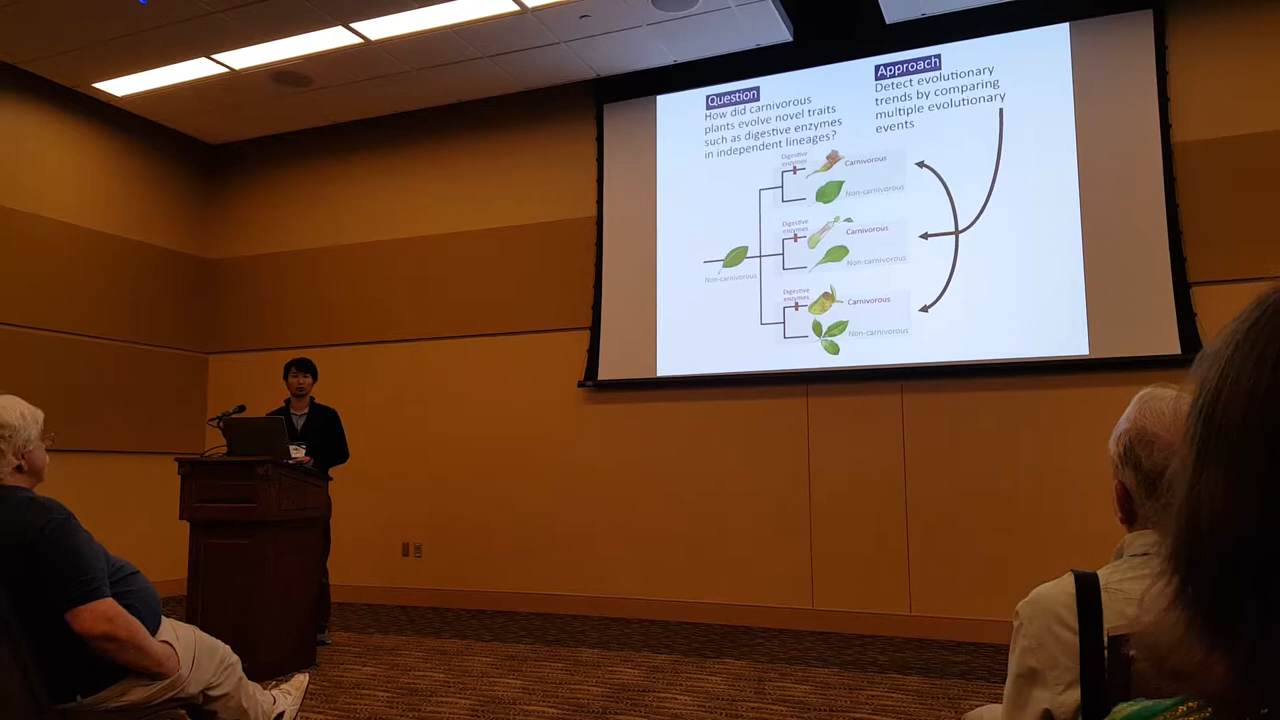 Question
How did carnivorous
plants evolve novel traits
such as digestive enzymes
in independent lineages?
Approach
Detect evolutionary
trends by comparing
multiple evolutionary
events
Digestive
enzymes
Carnivorous
Non-carnivorous
Digestive
enzymes
Carnivorous
Non-carnivorous
Non-carnivorous
Digestive
enzymes
Carnivorous
Non-carnivorous